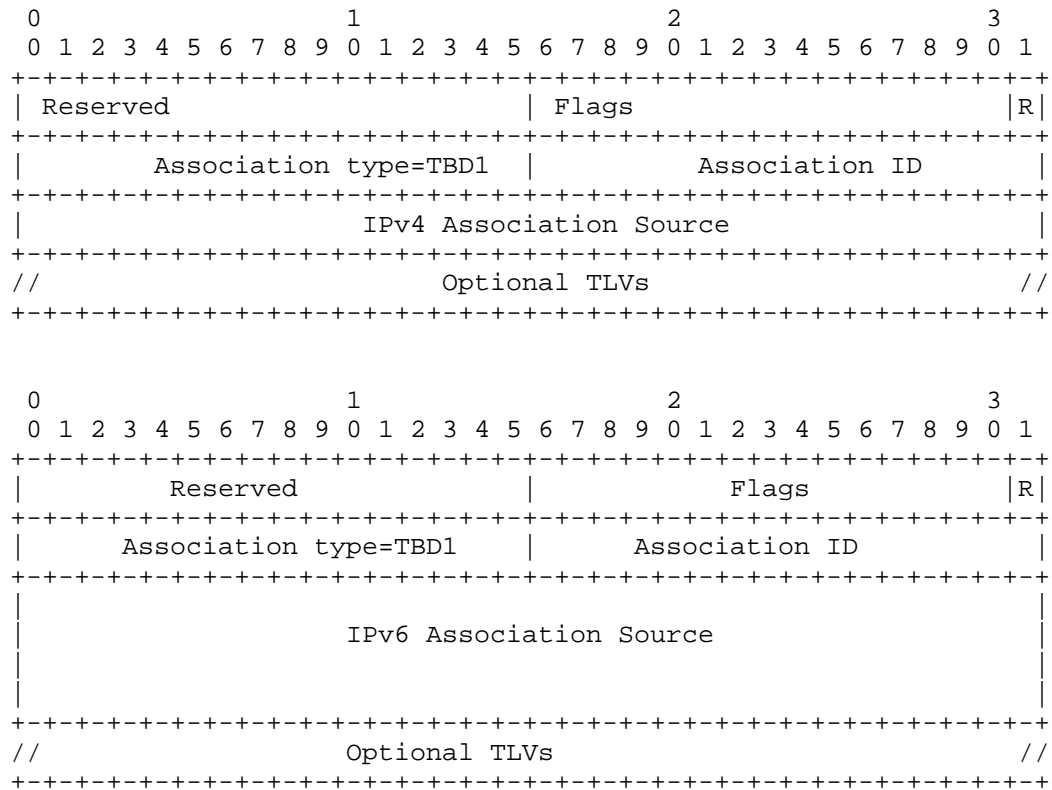 0                   1                   2                   3
 0 1 2 3 4 5 6 7 8 9 0 1 2 3 4 5 6 7 8 9 0 1 2 3 4 5 6 7 8 9 0 1
+-+-+-+-+-+-+-+-+-+-+-+-+-+-+-+-+-+-+-+-+-+-+-+-+-+-+-+-+-+-+-+-+
| Reserved                      | Flags                       |R|
+-+-+-+-+-+-+-+-+-+-+-+-+-+-+-+-+-+-+-+-+-+-+-+-+-+-+-+-+-+-+-+-+
|        Association type=TBD1  |          Association ID       |
+-+-+-+-+-+-+-+-+-+-+-+-+-+-+-+-+-+-+-+-+-+-+-+-+-+-+-+-+-+-+-+-+
|                     IPv4 Association Source                   |
+-+-+-+-+-+-+-+-+-+-+-+-+-+-+-+-+-+-+-+-+-+-+-+-+-+-+-+-+-+-+-+-+
//                         Optional TLVs                       //
+-+-+-+-+-+-+-+-+-+-+-+-+-+-+-+-+-+-+-+-+-+-+-+-+-+-+-+-+-+-+-+-+
 0                   1                   2                   3
 0 1 2 3 4 5 6 7 8 9 0 1 2 3 4 5 6 7 8 9 0 1 2 3 4 5 6 7 8 9 0 1
+-+-+-+-+-+-+-+-+-+-+-+-+-+-+-+-+-+-+-+-+-+-+-+-+-+-+-+-+-+-+-+-+
|         Reserved              |            Flags            |R|
+-+-+-+-+-+-+-+-+-+-+-+-+-+-+-+-+-+-+-+-+-+-+-+-+-+-+-+-+-+-+-+-+
|      Association type=TBD1    |      Association ID           |
+-+-+-+-+-+-+-+-+-+-+-+-+-+-+-+-+-+-+-+-+-+-+-+-+-+-+-+-+-+-+-+-+
|                                                               |
|                    IPv6 Association Source                    |
|                                                               |
|                                                               |
+-+-+-+-+-+-+-+-+-+-+-+-+-+-+-+-+-+-+-+-+-+-+-+-+-+-+-+-+-+-+-+-+
//                   Optional TLVs                             //
+-+-+-+-+-+-+-+-+-+-+-+-+-+-+-+-+-+-+-+-+-+-+-+-+-+-+-+-+-+-+-+-+